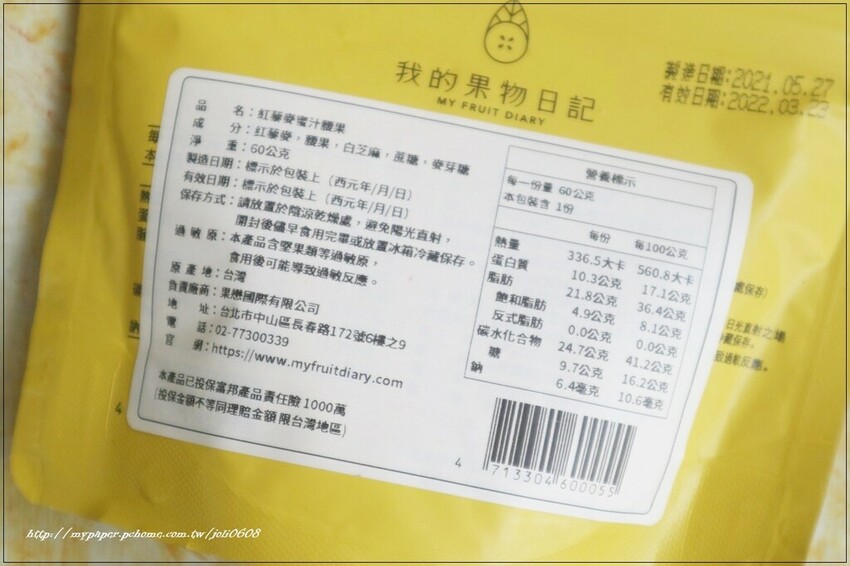 我的果物日記
MY FRUIT DIARY
製造日期:2021.05.27
有效日期:2022.03.23
品名：紅藜麥蜜汁腰果
成分：紅藜麥，腰果，白芝麻，蔗糖，麥芽糖
淨重：60公克
製造日期：標示於包裝上（西元年/月/日）
有效日期：標示於包裝上（西元年/月/日）
保存方式：請放置於陰涼乾燥處，避免陽光直射，
開封後儘早食用完畢或放置冰箱冷藏保存。
過敏原：本產品含堅果類等過敏原，
食用後可能導致過敏反應。
原產地：台灣
負責廠商：果懋國際有限公司
地址：台北市中山區長春路172號6樓之9
電話：02-77300339
官網：https://www.myfruitdiary.com
本產品已投保富邦產品責任險 1000萬
(投保金額不等同理賠金額 限台灣地區)
營養標示
每一份量 60公克
本包裝含 1份
每份 每100公克
熱量 336.5大卡 560.8大卡
蛋白質 10.3公克 17.1公克
脂肪 21.8公克 36.4公克
飽和脂肪 4.9公克 8.1公克
反式脂肪 0.0公克 0.0公克
碳水化合物 24.7公克 41.2公克
糖 9.7公克 16.2公克
鈉 6.4毫克 10.6毫克
4 713304 600055
http://mypaper.pchome.com.tw/joli0608